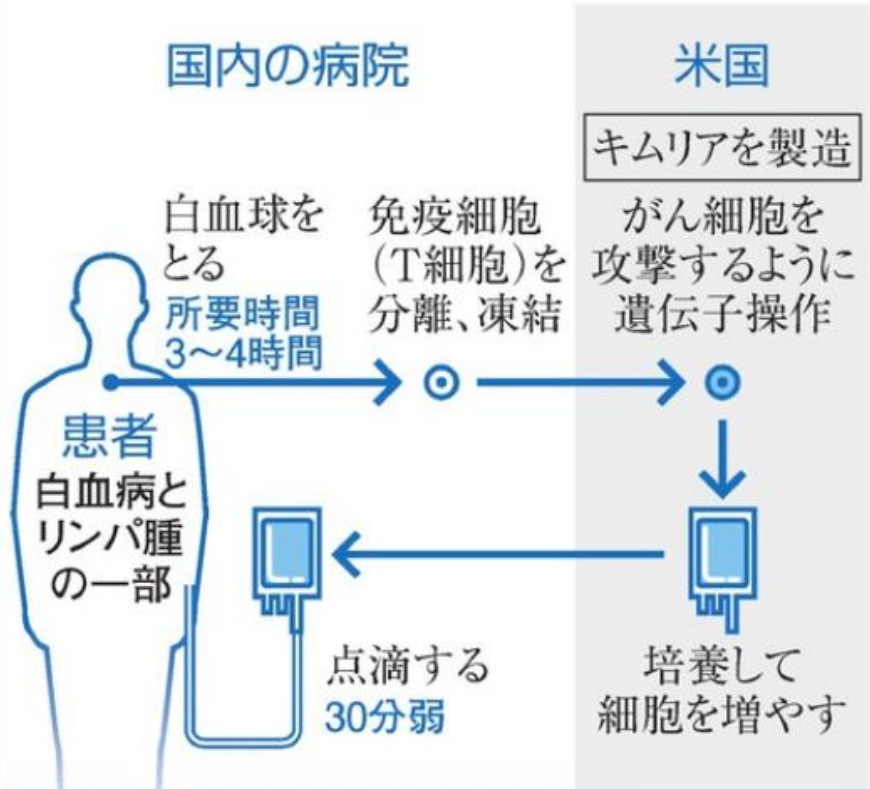 国内の病院
米国
キムリアを製造
白血球を
とる
所要時間
3〜4時間
免疫細胞
(T細胞)を
分離、凍結
がん細胞を
攻撃するように
遺伝子操作
患者
白血病と
リンパ腫
の一部
点滴する
30分弱
培養して
細胞を増やす